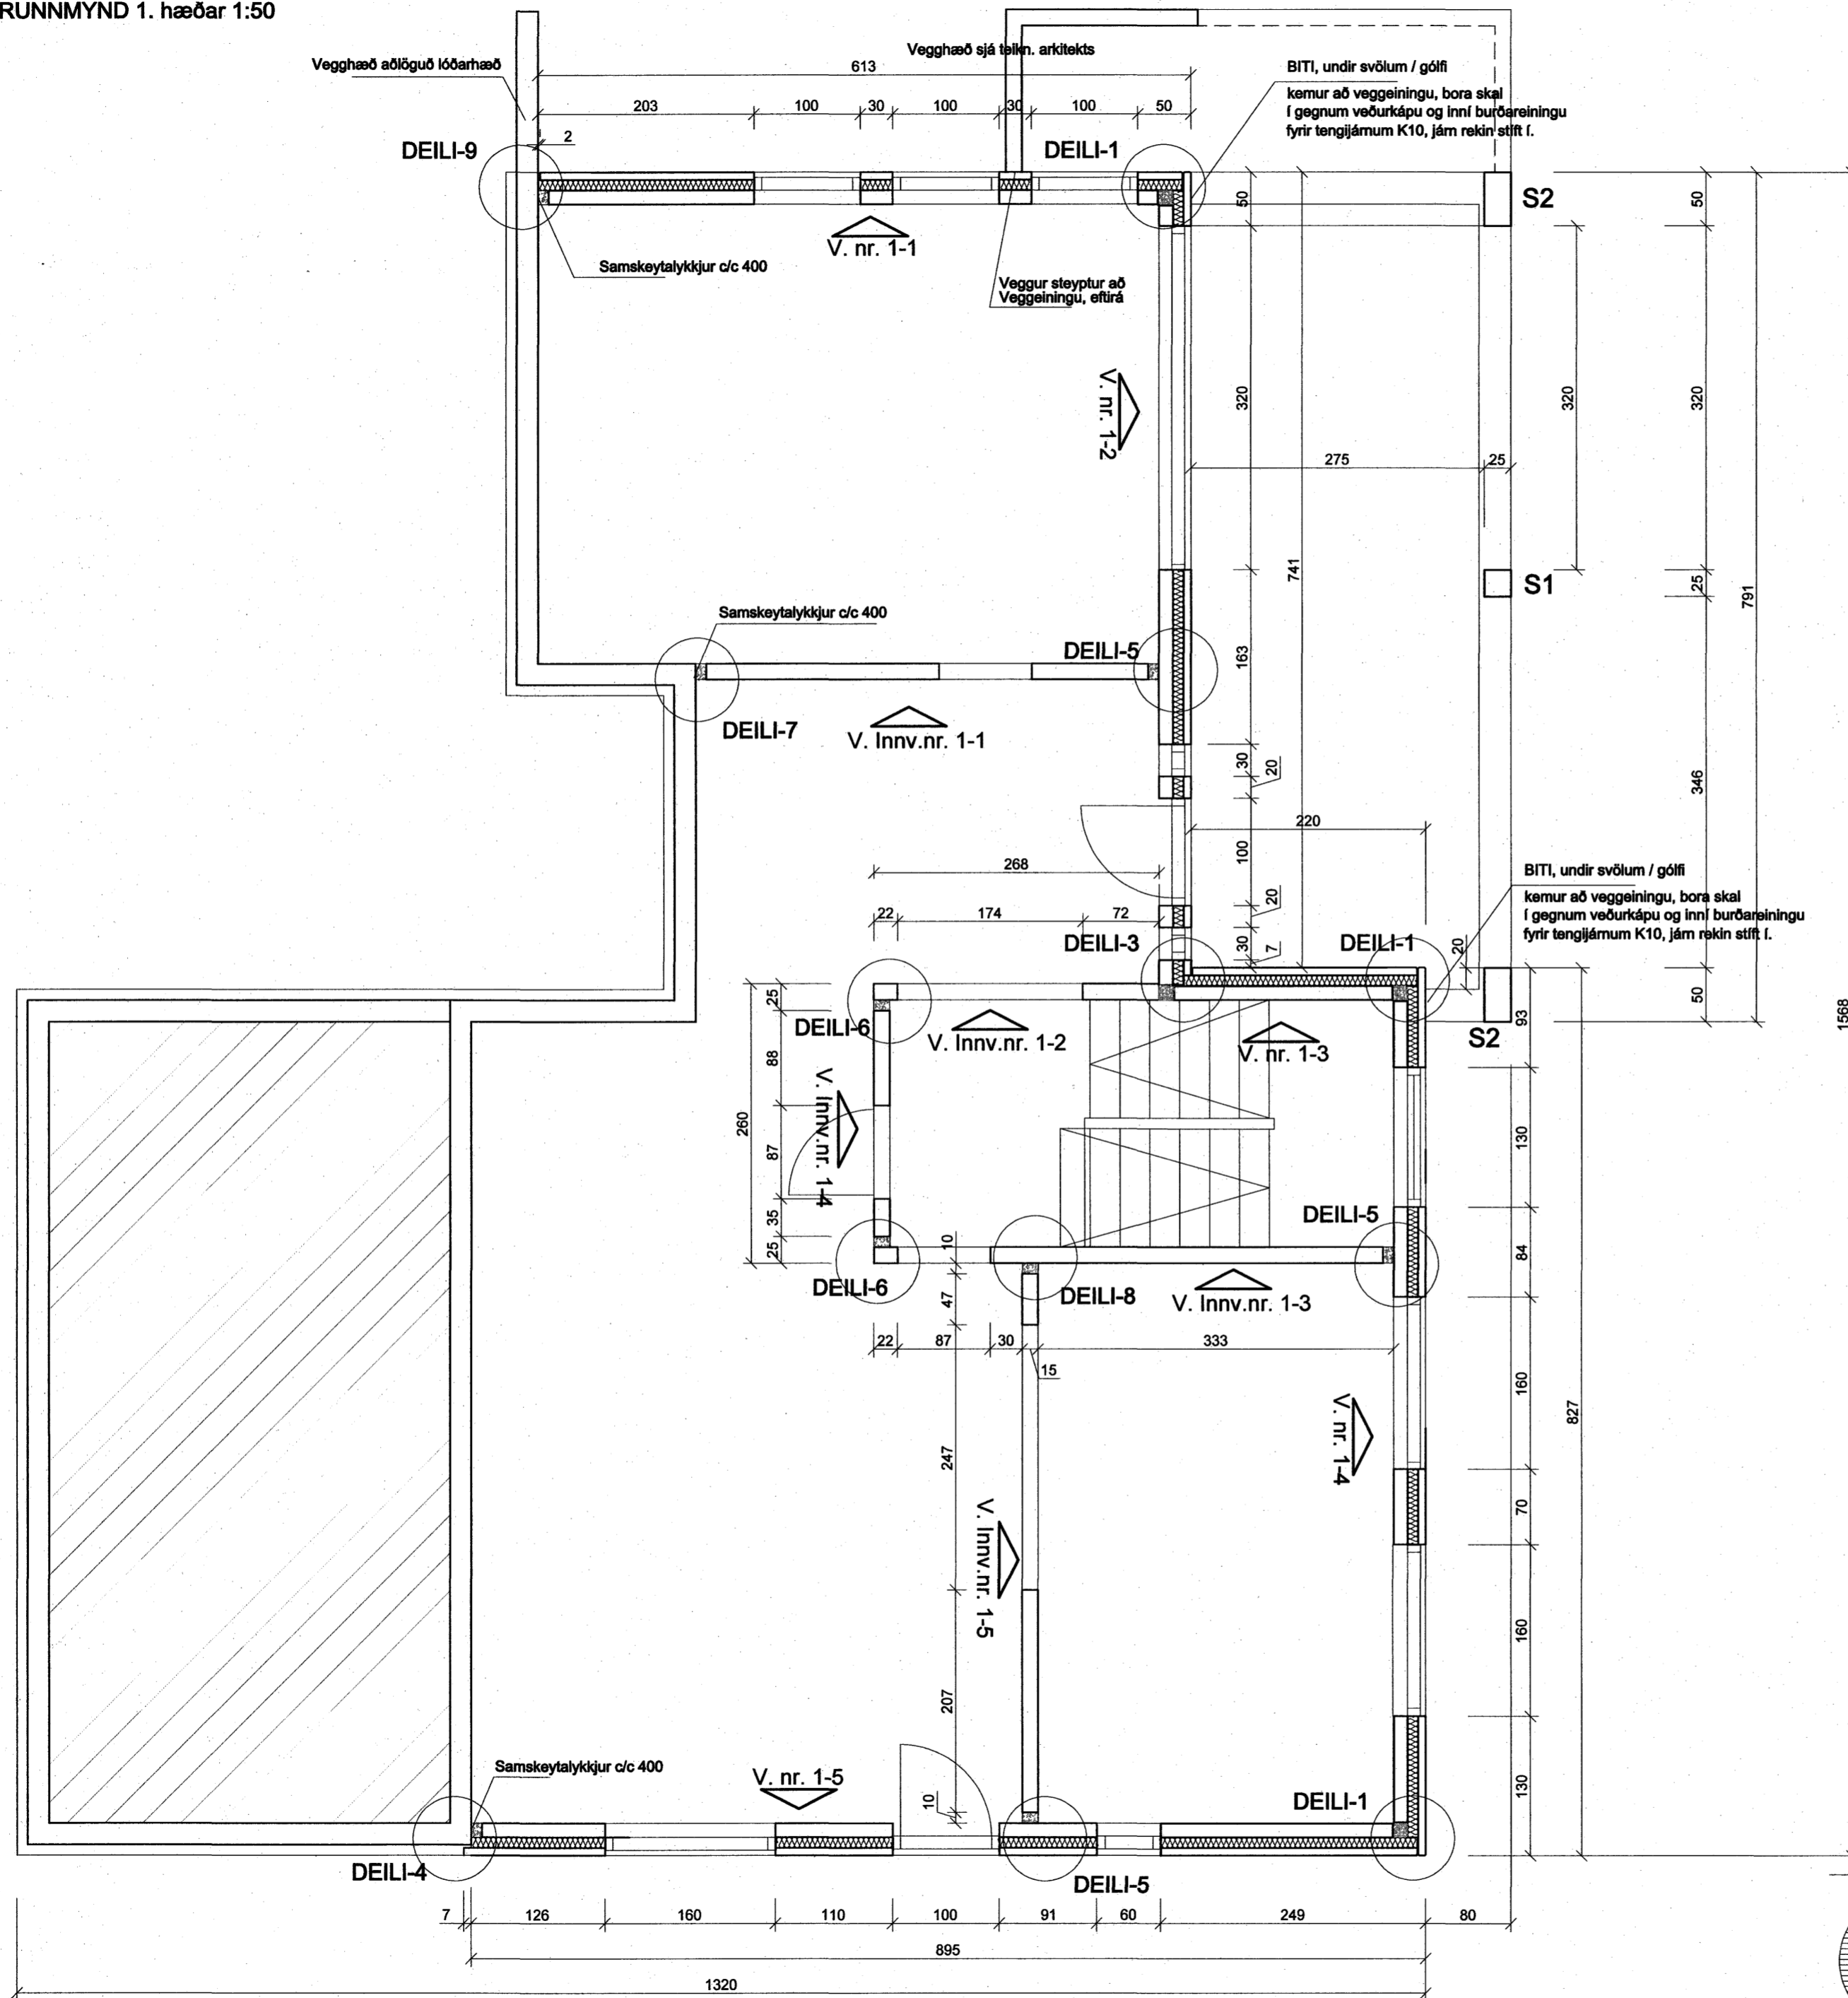 RUNNMYND 1. hæðar 1:50
Vegghæð aðlöguð lóðarhæð
Vegghæð sjá teikn. arkitekts
613
BITI, undir svölum / gólfi
kemur að veggeiningu, bora skal
í gegnum veðurkápu og inní burðareiningu
fyrir tengijárnum K10, járn rekin stíft í.
203
100
30
100
30
100
50
2
DEILI-9
DEILI-1
S2
50
50
V. nr. 1-1
Samskeytalykkjur c/c 400
Veggur steyptur að
Veggeiningu, eftirá
V. nr. 1-2
320
320
320
275
25
741
S1
25
791
Samskeytalykkjur c/c 400
DEILI-5
163
DEILI-7
V. Innv.nr. 1-1
30
20
346
220
100
268
BITI, undir svölum / gólfi
kemur að veggeiningu, bora skal
í gegnum veðurkápu og inní burðareiningu
fyrir tengijárnum K10, járn rekin stíft í.
22
174
72
20
DEILI-3
30
7
DEILI-1
20
25
50
93
1568
DEILI-6
V. Innv.nr. 1-2
V. nr. 1-3
S2
88
V. Innv.nr. 1-4
260
130
87
35
25
10
DEILI-5
84
DEILI-6
47
DEILI-8
V. Innv.nr. 1-3
22
87
30
333
15
160
827
V. nr. 1-4
247
70
V. Innv.nr. 1-5
160
207
Samskeytalykkjur c/c 400
V. nr. 1-5
10
DEILI-1
130
DEILI-4
DEILI-5
7
126
160
110
100
91
60
249
80
895
1320